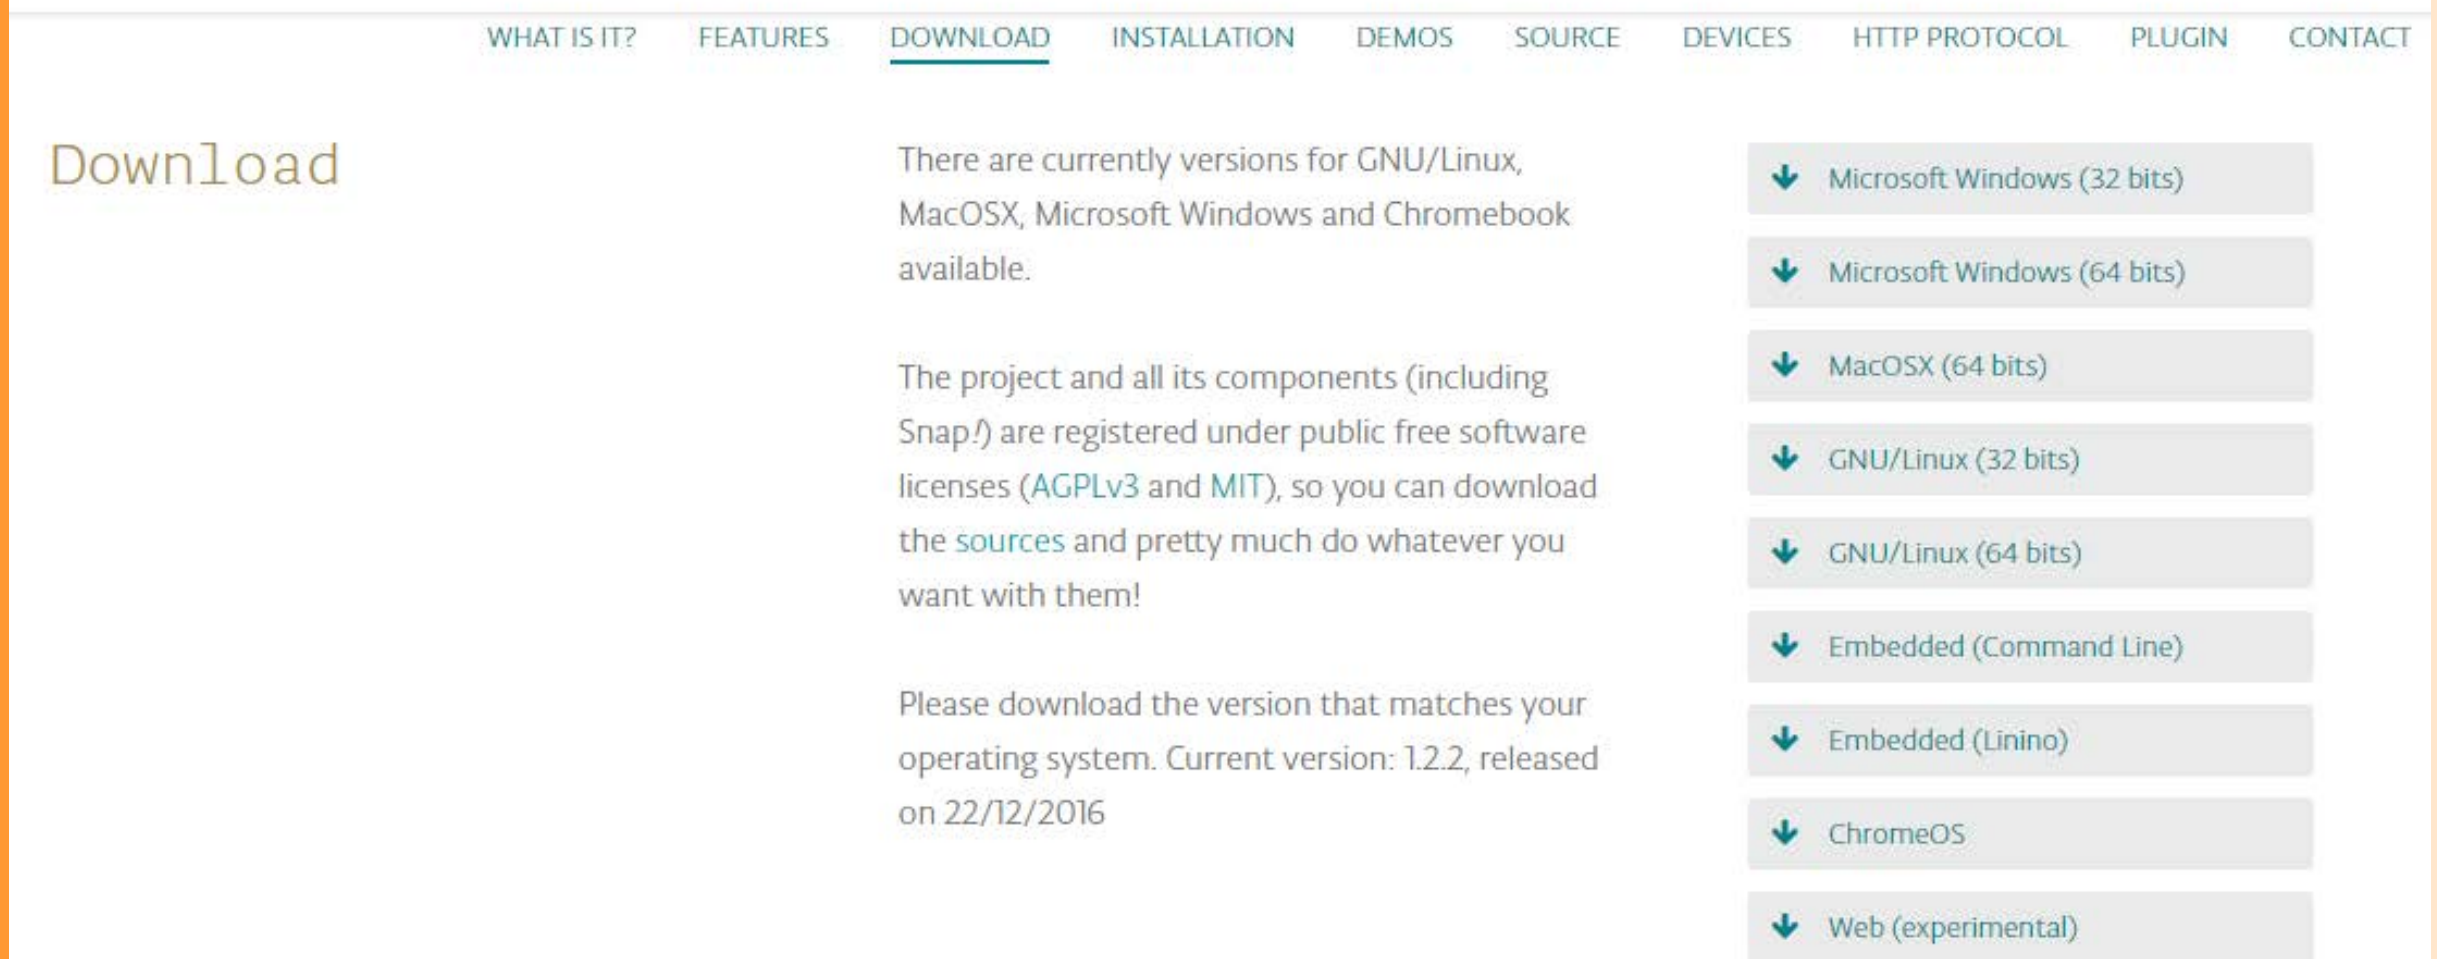 WHAT IS IT? FEATURES DOWNLOAD INSTALLATION DEMOS SOURCE DEVICES HTTP PROTOCOL PLUGIN CONTACT
Download
There are currently versions for GNU/Linux,
MacOSX, Microsoft Windows and Chromebook
available.
The project and all its components (including
Snap!) are registered under public free software
licenses (AGPLv3 and MIT), so you can download
the sources and pretty much do whatever you
want with them!
Please download the version that matches your
operating system. Current version: 1.2.2, released
on 22/12/2016
Microsoft Windows (32 bits)
Microsoft Windows (64 bits)
MacOSX (64 bits)
GNU/Linux (32 bits)
GNU/Linux (64 bits)
Embedded (Command Line)
Embedded (Linino)
ChromeOS
Web (experimental)